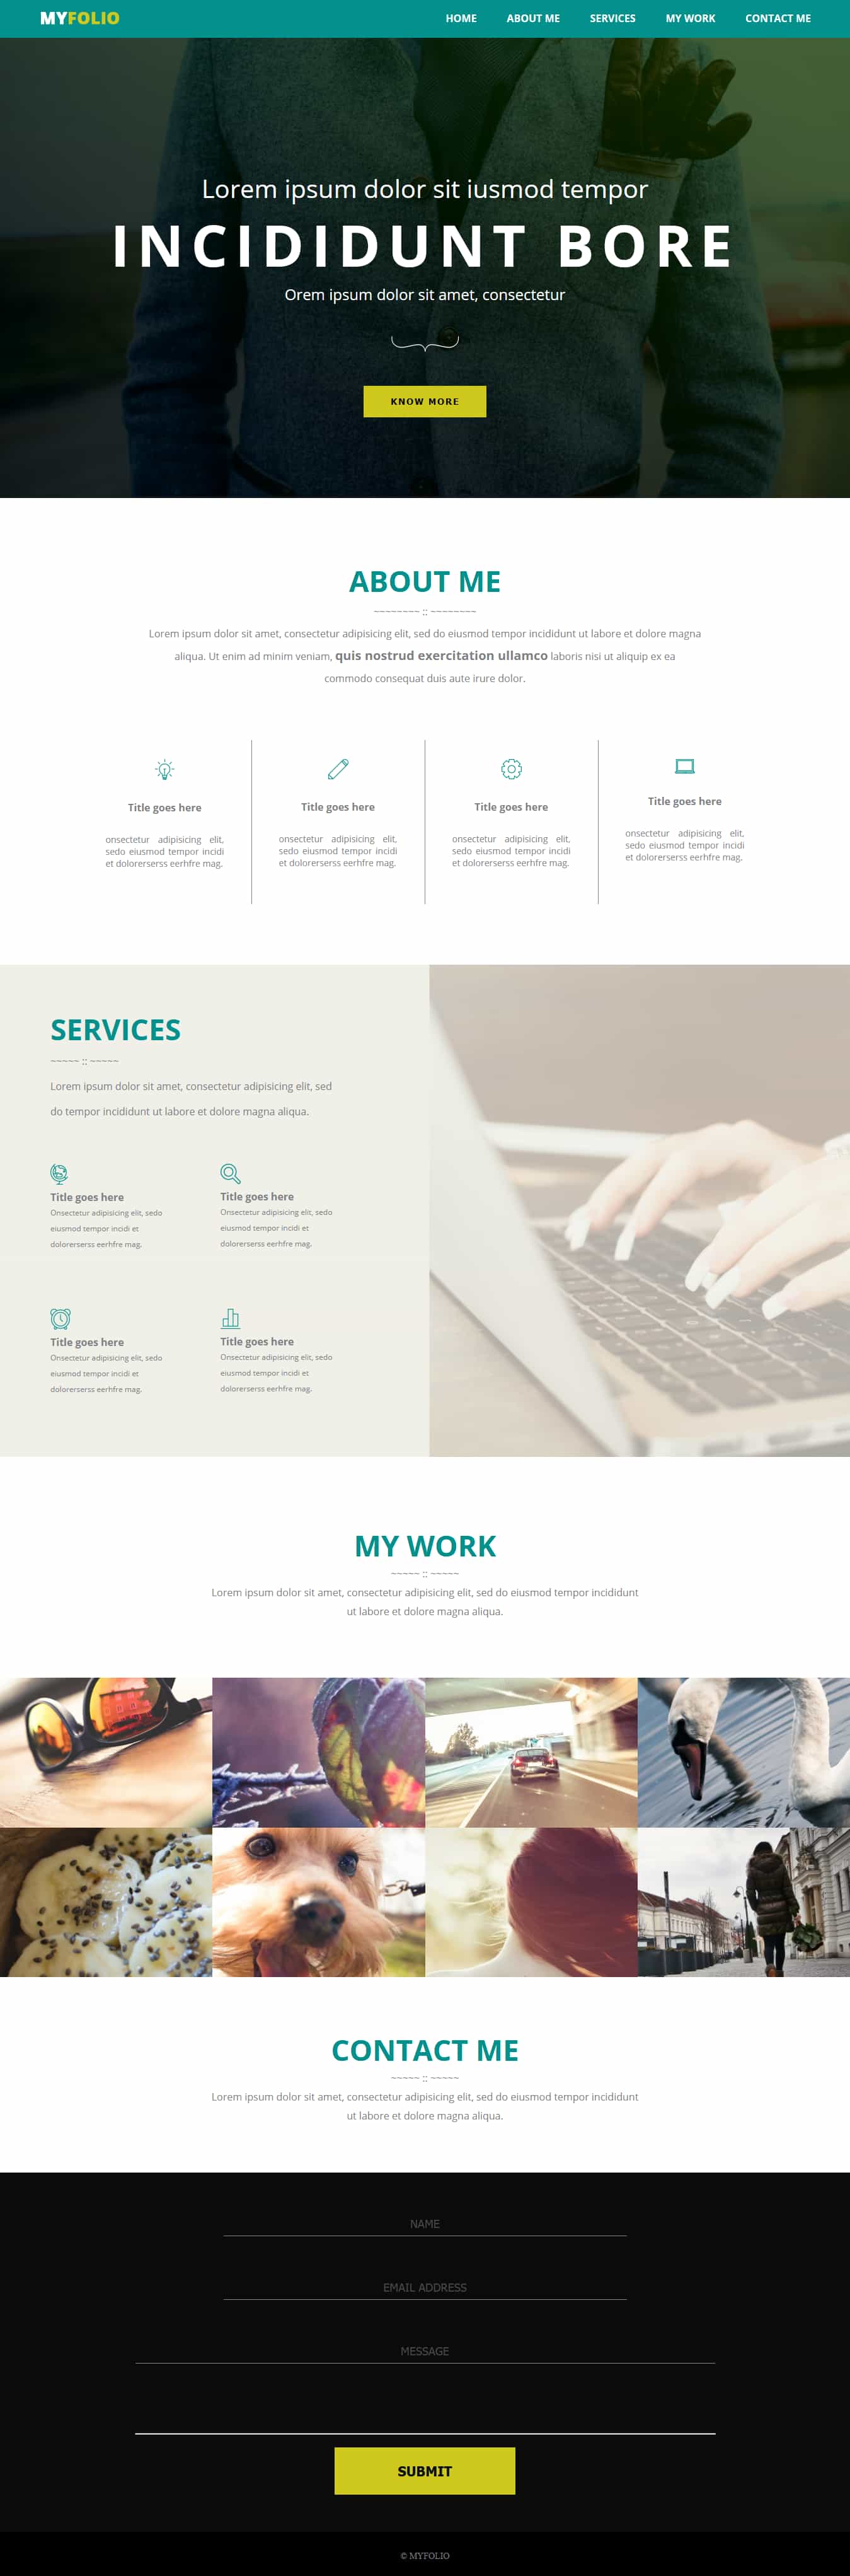 MYFOLIO
HOME ABOUT ME SERVICES MY WORK CONTACT ME
Lorem ipsum dolor sit iusmod tempor
INCIDIDUNT BORE
Orem ipsum dolor sit amet, consectetur
KNOW MORE
ABOUT ME
~~~~~~~~ :: ~~~~~~~~
Lorem ipsum dolor sit amet, consectetur adipisicing elit, sed do eiusmod tempor incididunt ut labore et dolore magna
aliqua. Ut enim ad minim veniam, quis nostrud exercitation ullamco laboris nisi ut aliquip ex ea
commodo consequat duis aute irure dolor.
Title goes here
onsectetur adipisicing elit,
sedo eiusmod tempor incidi
et dolorerserss eerhfre mag.
Title goes here
onsectetur adipisicing elit,
sedo eiusmod tempor incidi
et dolorerserss eerhfre mag.
Title goes here
onsectetur adipisicing elit,
sedo eiusmod tempor incidi
et dolorerserss eerhfre mag.
Title goes here
onsectetur adipisicing elit,
sedo eiusmod tempor incidi
et dolorerserss eerhfre mag.
SERVICES
~~~~~ :: ~~~~~
Lorem ipsum dolor sit amet, consectetur adipisicing elit, sed
do tempor incididunt ut labore et dolore magna aliqua.
Title goes here
Onsectetur adipisicing elit, sedo
eiusmod tempor incidi et
dolorerserss eerhfre mag.
Title goes here
Onsectetur adipisicing elit, sedo
eiusmod tempor incidi et
dolorerserss eerhfre mag.
Title goes here
Onsectetur adipisicing elit, sedo
eiusmod tempor incidi et
dolorerserss eerhfre mag.
Title goes here
Onsectetur adipisicing elit, sedo
eiusmod tempor incidi et
dolorerserss eerhfre mag.
MY WORK
~~~~~ :: ~~~~~
Lorem ipsum dolor sit amet, consectetur adipisicing elit, sed do eiusmod tempor incididunt
ut labore et dolore magna aliqua.
CONTACT ME
~~~~~ :: ~~~~~
Lorem ipsum dolor sit amet, consectetur adipisicing elit, sed do eiusmod tempor incididunt
ut labore et dolore magna aliqua.
NAME
EMAIL ADDRESS
MESSAGE
SUBMIT
© MYFOLIO